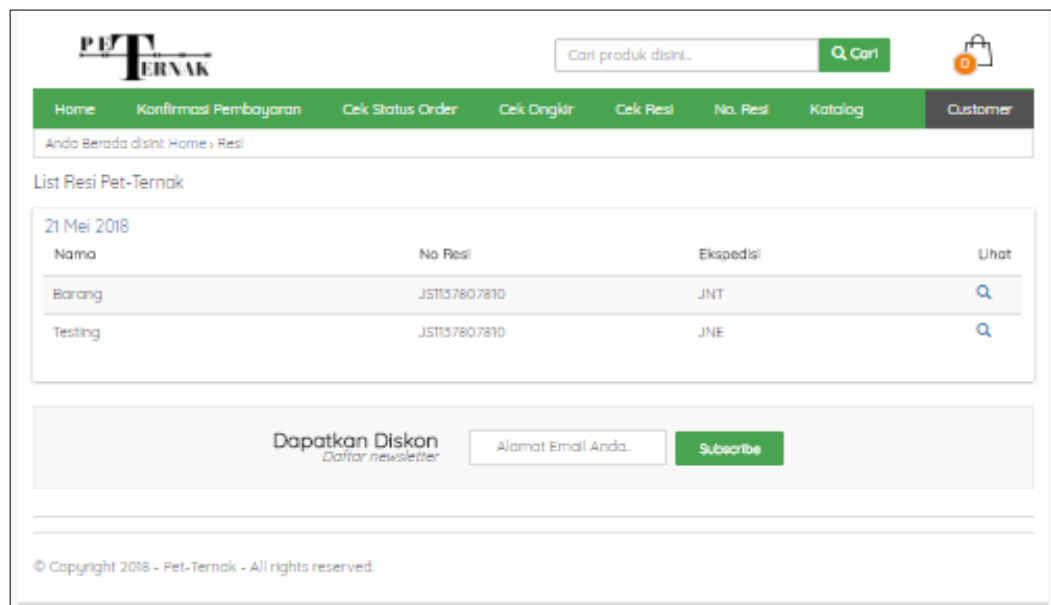 PET TERNAK
Cari produk disini...
Cari
0
Home Konfirmasi Pembayaran Cek Status Order Cek Ongkir Cek Resi No. Resi Katalog Customer
Anda Berada disini: Home › Resi
List Resi Pet-Ternak
21 Mei 2018
Nama No Resi Ekspedisi Lihat
Barang JS1137807810 JNT
Testing JS1137807810 JNE
Dapatkan Diskon
Daftar newsletter
Alamat Email Anda..
Subscribe
© Copyright 2018 - Pet-Ternak - All rights reserved.